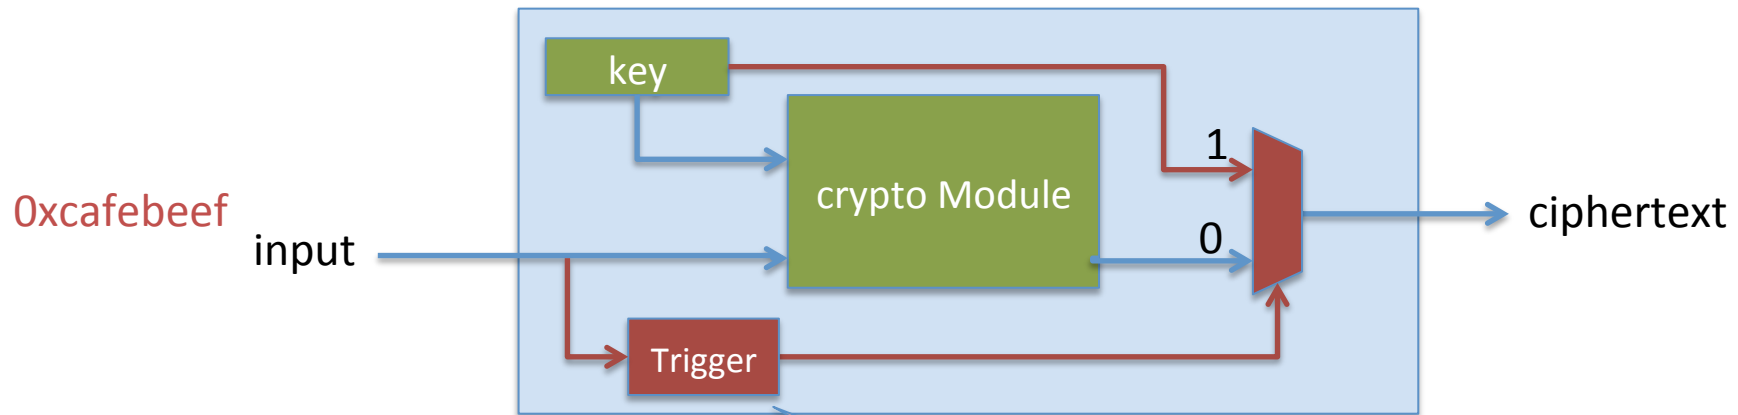 key
1
crypto Module
0xcafebeef
ciphertext
0
input
Trigger